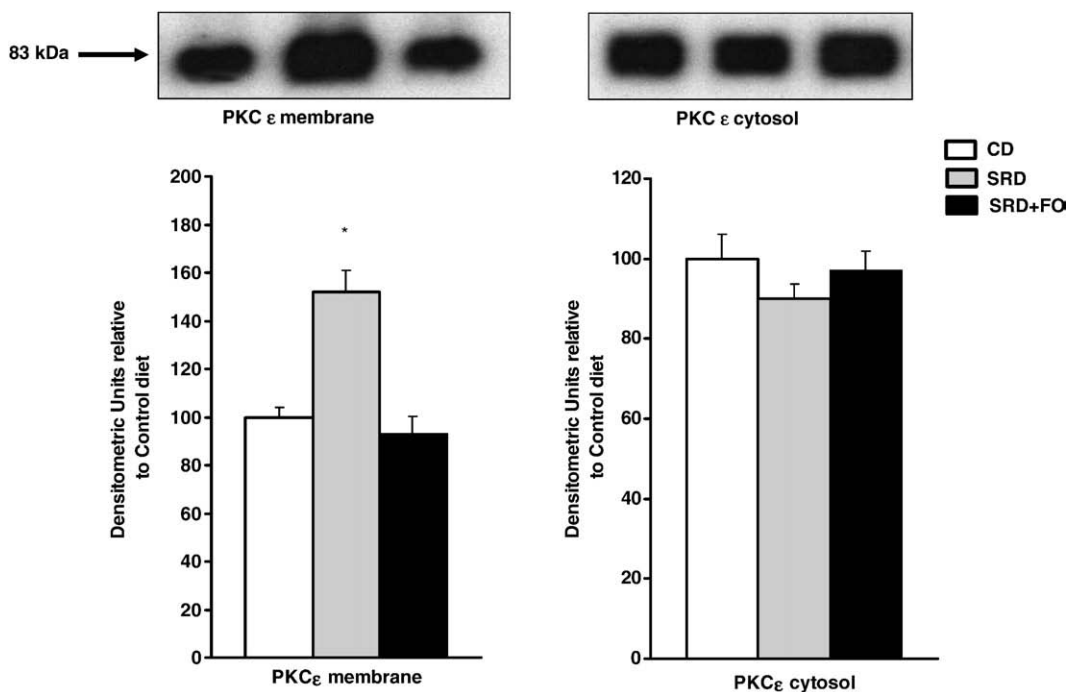 83 kDa
PKC ε membrane
PKC ε cytosol
CD
SRD
SRD+FO
Densitometric Units relative
to Control diet
200
180
160
140
120
100
80
60
40
20
0
*
PKCε membrane
Densitometric Units relative
to Control diet
120
100
80
60
40
20
0
PKCε cytosol